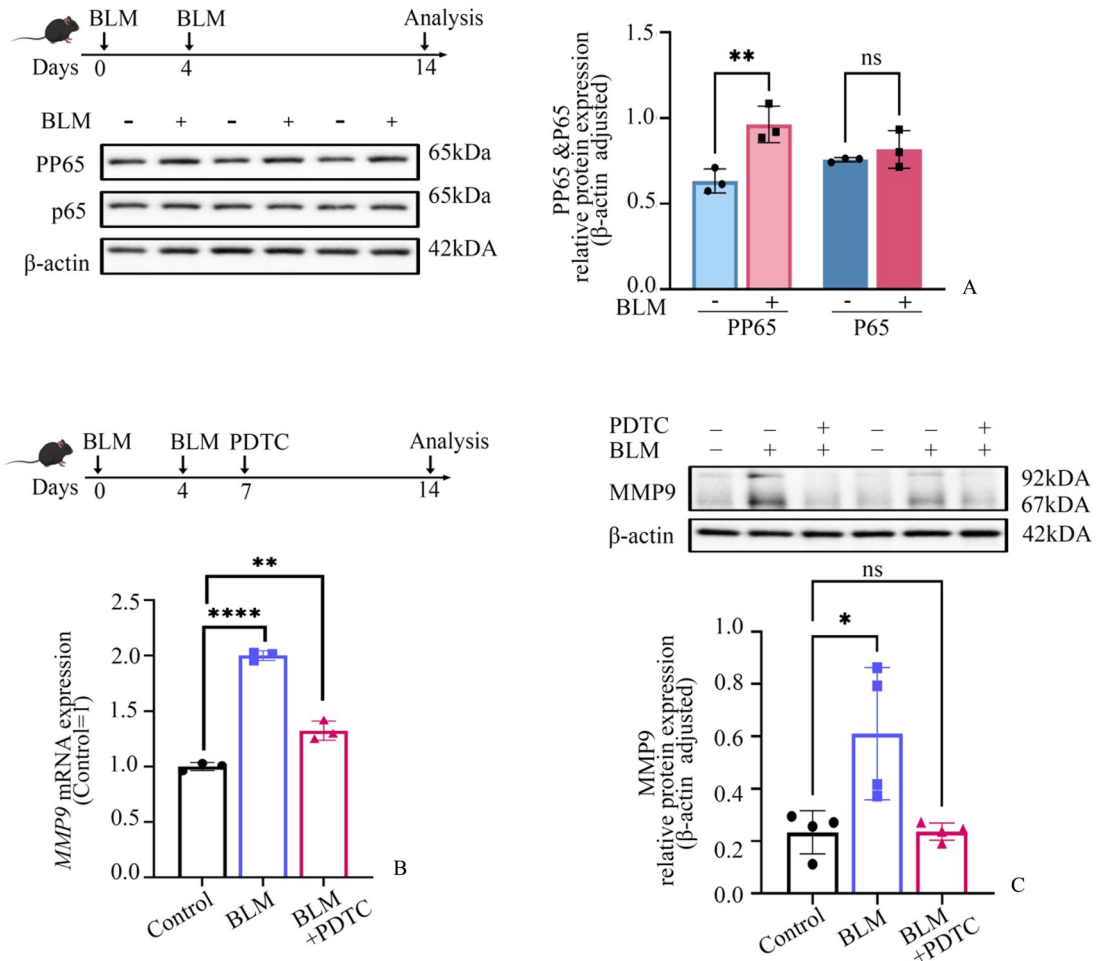 BLM BLM Analysis
Days 0 4 14
BLM - + - + - +
PP65 65kDa
p65 65kDa
β-actin 42kDA
PP65 &P65
relative protein expression
(β-actin adjusted)
1.5
1.0
0.5
0.0
** ns
BLM - + - +
PP65 P65
A
BLM BLM PDTC Analysis
Days 0 4 7 14
MMP9 mRNA expression
(Control=1)
2.5
2.0
1.5
1.0
0.5
0.0
**
****
Control BLM BLM
+PDTC
B
PDTC – – + – – +
BLM – + + – + +
MMP9 92kDA
67kDA
β-actin 42kDA
MMP9
relative protein expression
(β-actin adjusted)
1.0
0.8
0.6
0.4
0.2
0.0
ns
*
Control BLM BLM
+PDTC
C